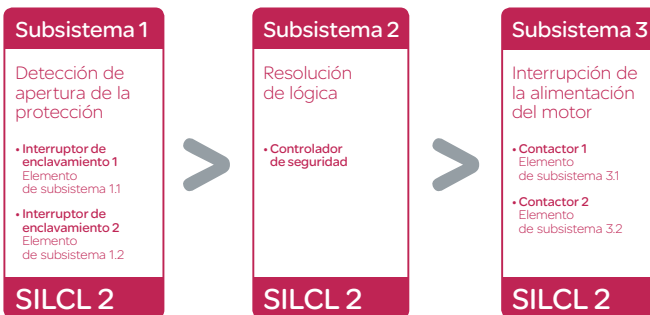 Subsistema 1
Detección de
apertura de la
protección
• Interruptor de
enclavamiento 1
Elemento
de subsistema 1.1
• Interruptor de
enclavamiento 2
Elemento
de subsistema 1.2
SILCL 2
>
Subsistema 2
Resolución
de lógica
• Controlador
de seguridad
SILCL 2
>
Subsistema 3
Interrupción de
la alimentación
del motor
• Contactor 1
Elemento
de subsistema 3.1
• Contactor 2
Elemento
de subsistema 3.2
SILCL 2